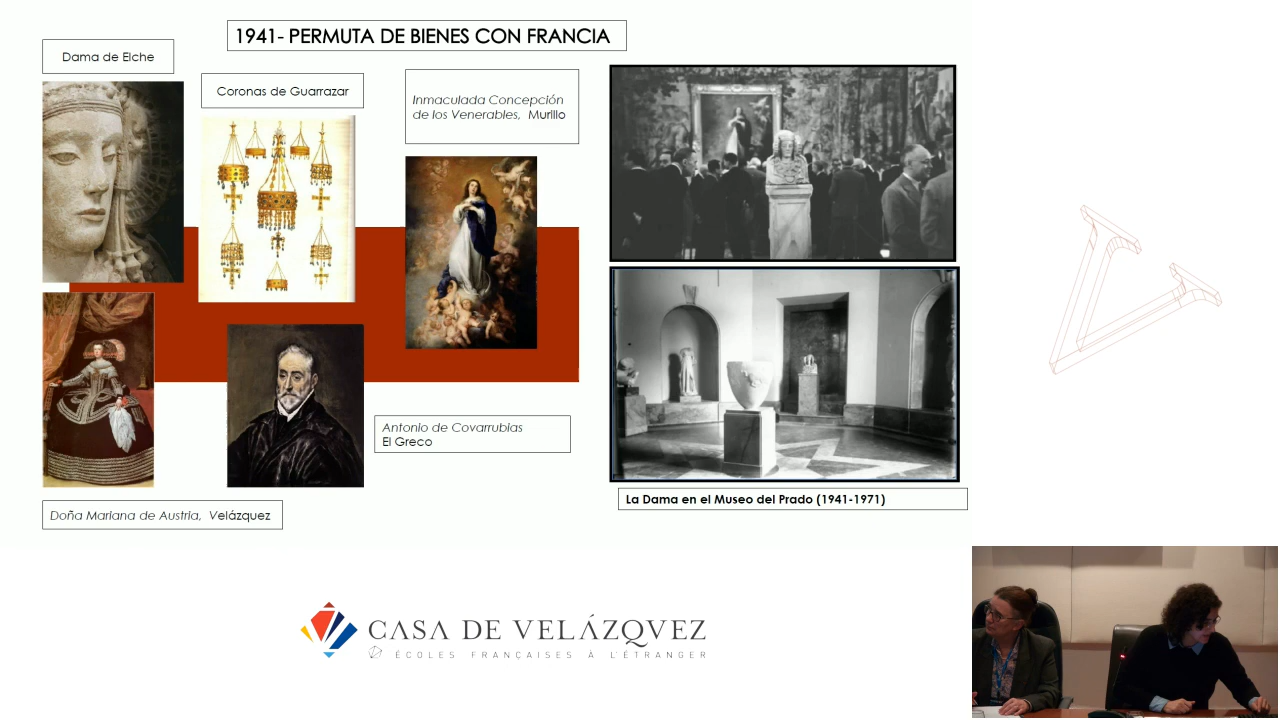 1941- PERMUTA DE BIENES CON FRANCIA
Dama de Elche
Coronas de Guarrazar
Inmaculada Concepción
de los Venerables, Murillo
Antonio de Covarrubias
El Greco
Doña Mariana de Austria, Velázquez
La Dama en el Museo del Prado (1941-1971)
CASA DE VELÁZQVEZ
ÉCOLES FRANÇAISES À L'ÉTRANGER